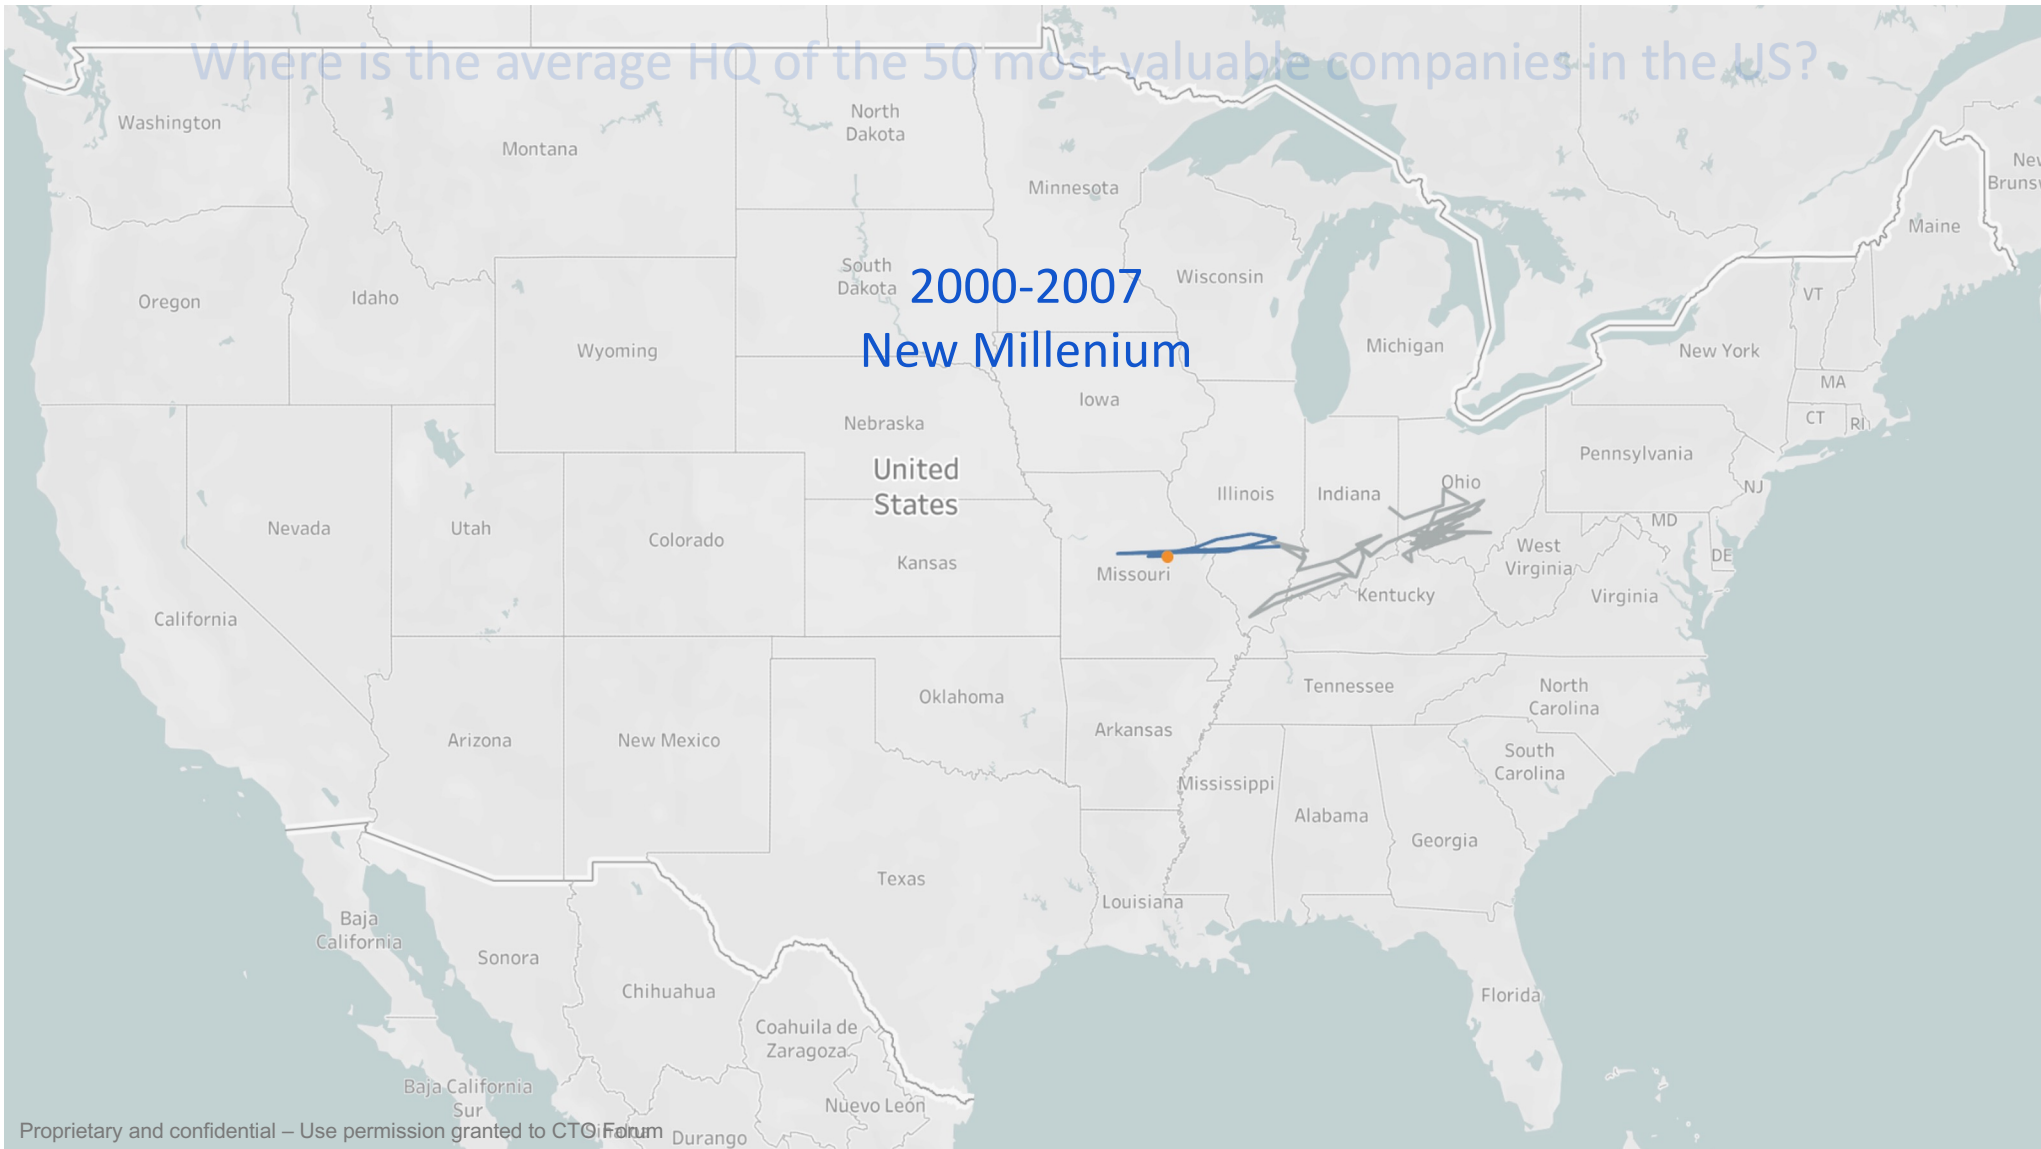 Where is the average HQ of the 50 most valuable companies in the US?
Washington
Montana
North
Dakota
Minnesota
New
Brunsw
Maine
South
Dakota
2000-2007
New Millenium
Wisconsin
Oregon
Idaho
VT
Wyoming
Michigan
New York
MA
Iowa
CT
RI
Nebraska
Pennsylvania
United
States
Ohio
Illinois
Indiana
NJ
Nevada
Utah
Colorado
MD
Kansas
West
Virginia
DE
Missouri
Kentucky
Virginia
California
Tennessee
North
Carolina
Oklahoma
Arkansas
Arizona
New Mexico
South
Carolina
Mississippi
Alabama
Georgia
Texas
Louisiana
Baja
California
Sonora
Chihuahua
Florida
Coahuila de
Zaragoza
Baja California
Sur
Nuevo León
Proprietary and confidential – Use permission granted to CTO Forum
Durango